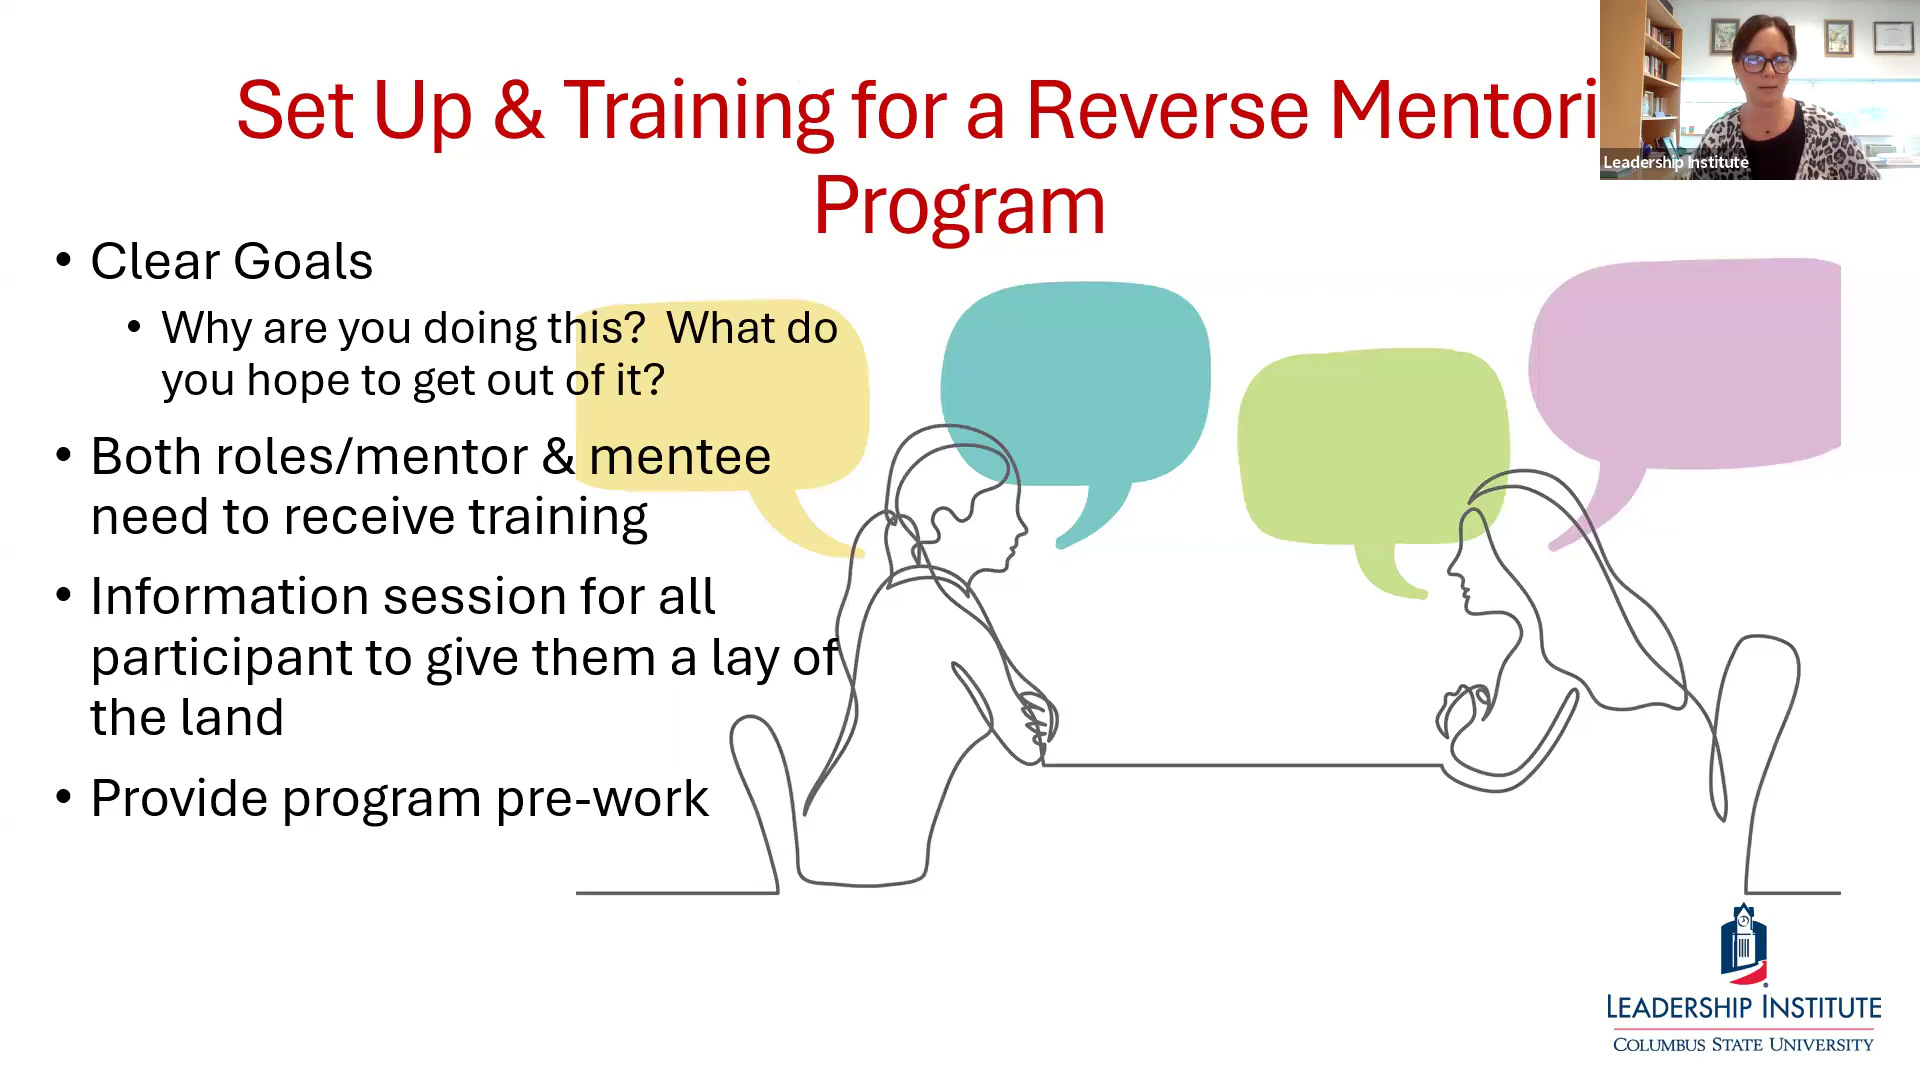 Set Up & Training for a Reverse Mentori
Program
• Clear Goals
• Why are you doing this?  What do
you hope to get out of it?
• Both roles/mentor & mentee
need to receive training
• Information session for all
participant to give them a lay of
the land
• Provide program pre-work
Leadership Institute
LEADERSHIP INSTITUTE
COLUMBUS STATE UNIVERSITY